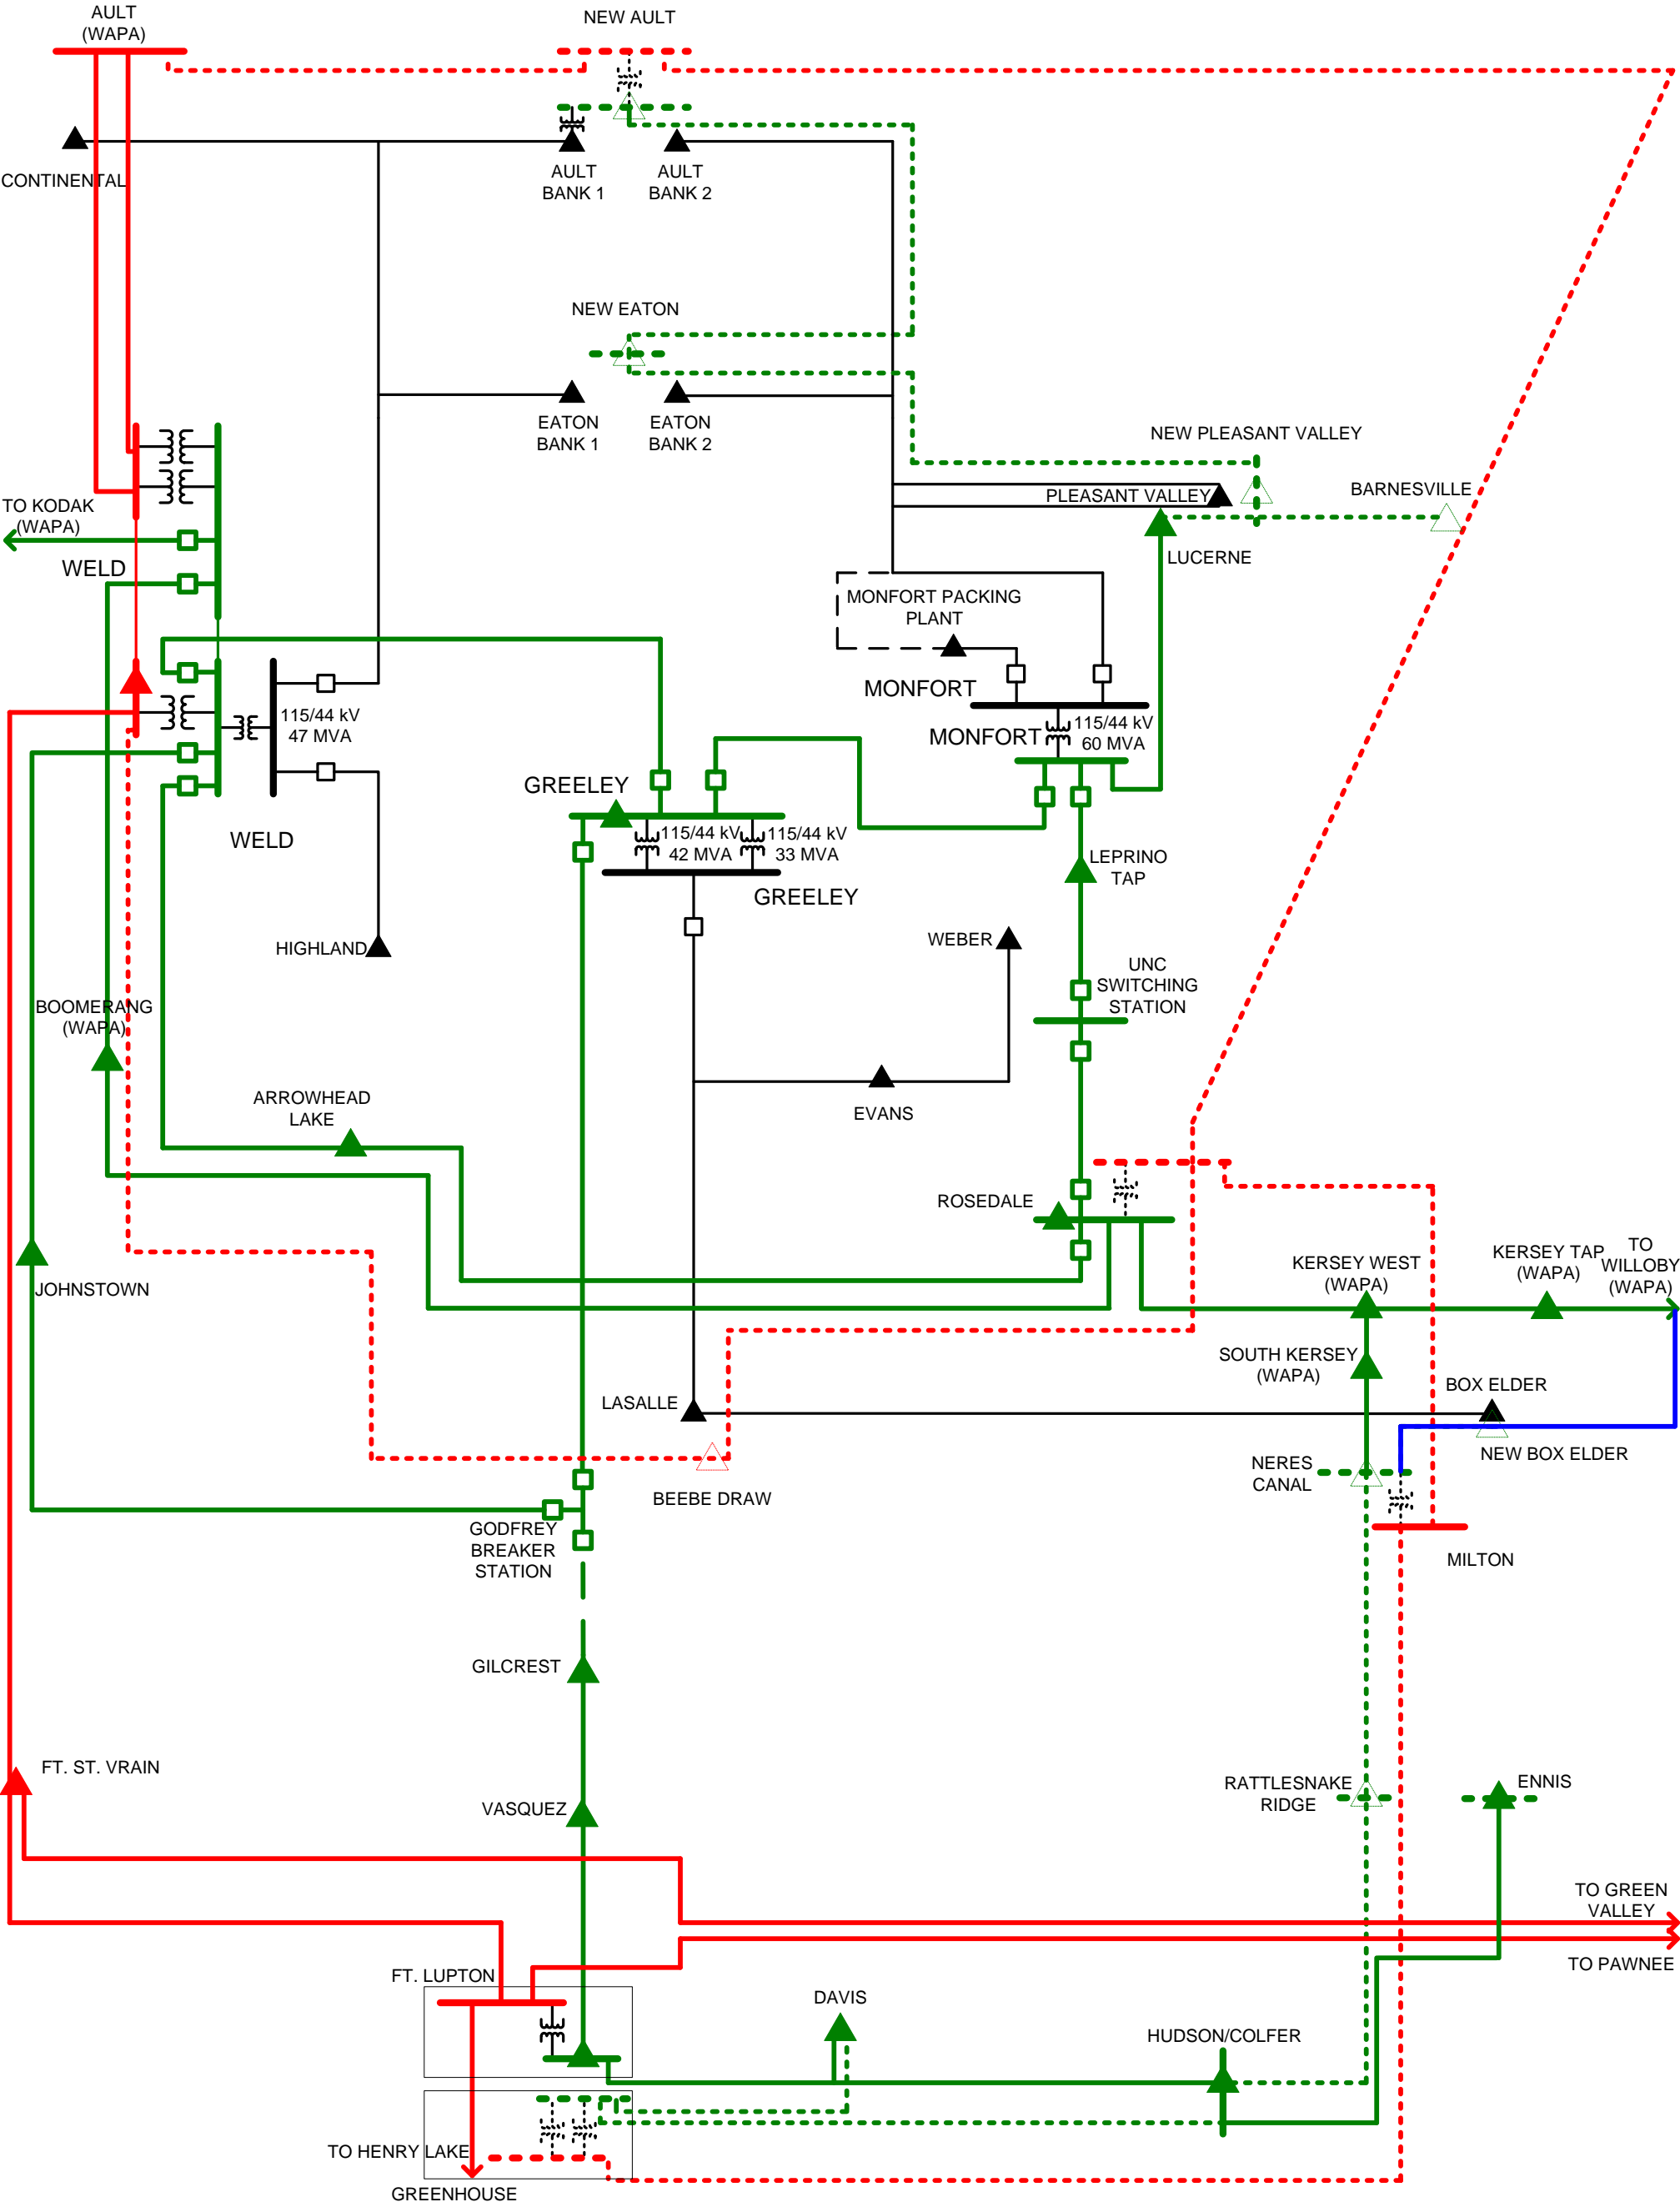 AULT
(WAPA)
NEW AULT
CONTINENTAL
AULT
BANK 1
AULT
BANK 2
NEW EATON
EATON
BANK 1
EATON
BANK 2
NEW PLEASANT VALLEY
PLEASANT VALLEY
BARNESVILLE
TO KODAK
(WAPA)
WELD
LUCERNE
MONFORT PACKING
PLANT
MONFORT
115/44 kV
47 MVA
MONFORT
115/44 kV
60 MVA
GREELEY
WELD
115/44 kV
42 MVA
115/44 kV
33 MVA
GREELEY
LEPRINO
TAP
HIGHLAND
WEBER
UNC
SWITCHING
STATION
BOOMERANG
(WAPA)
ARROWHEAD
LAKE
EVANS
ROSEDALE
JOHNSTOWN
KERSEY WEST
(WAPA)
KERSEY TAP
(WAPA)
TO
WILLOBY
(WAPA)
SOUTH KERSEY
(WAPA)
LASALLE
BOX ELDER
NEW BOX ELDER
NERES
CANAL
BEEBE DRAW
GODFREY
BREAKER
STATION
MILTON
GILCREST
FT. ST. VRAIN
VASQUEZ
RATTLESNAKE
RIDGE
ENNIS
TO GREEN
VALLEY
TO PAWNEE
FT. LUPTON
DAVIS
HUDSON/COLFER
TO HENRY LAKE
GREENHOUSE